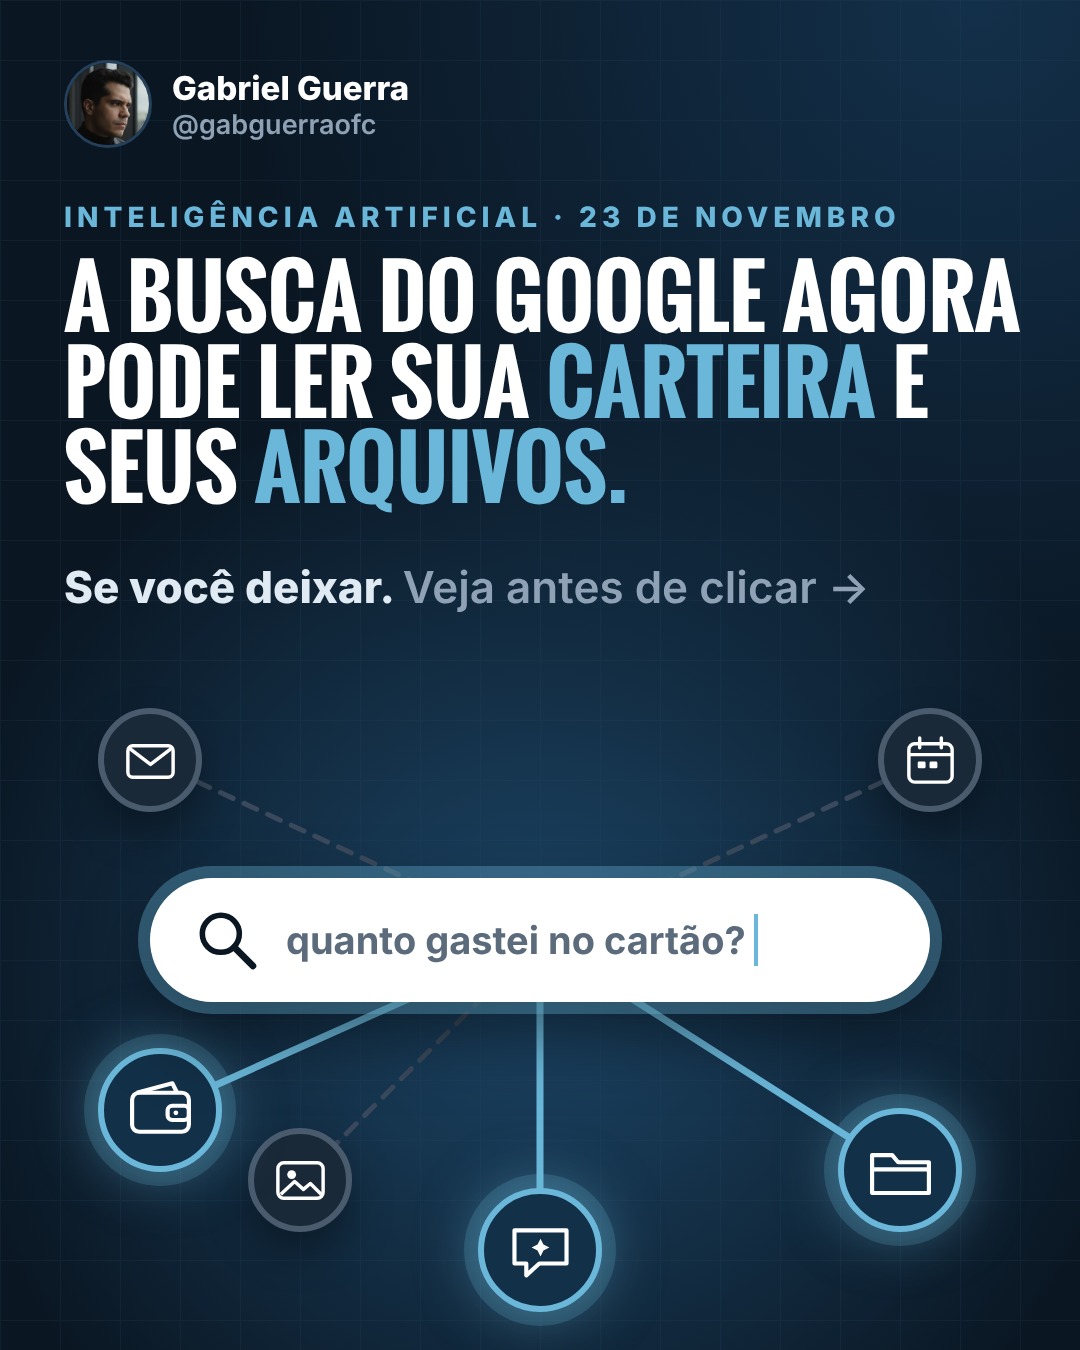 Gabriel Guerra
@gabguerraofc
INTELIGÊNCIA ARTIFICIAL · 23 DE NOVEMBRO
A BUSCA DO GOOGLE AGORA
PODE LER SUA CARTEIRA E
SEUS ARQUIVOS.
Se você deixar. Veja antes de clicar →
quanto gastei no cartão?